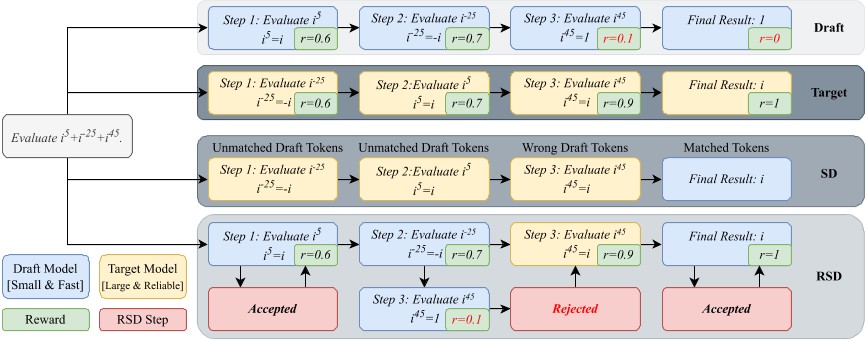 Step 1: Evaluate i^5
i^5=i r=0.6
Step 2: Evaluate i^-25
i^-25=-i r=0.7
Step 3: Evaluate i^45
i^45=1 r=0.1
Final Result: 1
r=0
Draft
Step 1: Evaluate i^-25
i^-25=-i r=0.6
Step 2:Evaluate i^5
i^5=i r=0.7
Step 3: Evaluate i^45
i^45=i r=0.9
Final Result: i
r=1
Target
Evaluate i^5+i^-25+i^45.
Unmatched Draft Tokens
Step 1: Evaluate i^-25
i^-25=-i
Unmatched Draft Tokens
Step 2:Evaluate i^5
i^5=i
Wrong Draft Tokens
Step 3: Evaluate i^45
i^45=i
Matched Tokens
Final Result: i
SD
Step 1: Evaluate i^5
i^5=i r=0.6
Step 2: Evaluate i^-25
i^-25=-i r=0.7
Step 3: Evaluate i^45
i^45=i r=0.9
Final Result: i
r=1
RSD
Accepted
Step 3: Evaluate i^45
i^45=1 r=0.1
Rejected
Accepted
Draft Model
[Small & Fast]
Target Model
[Large & Reliable]
Reward
RSD Step